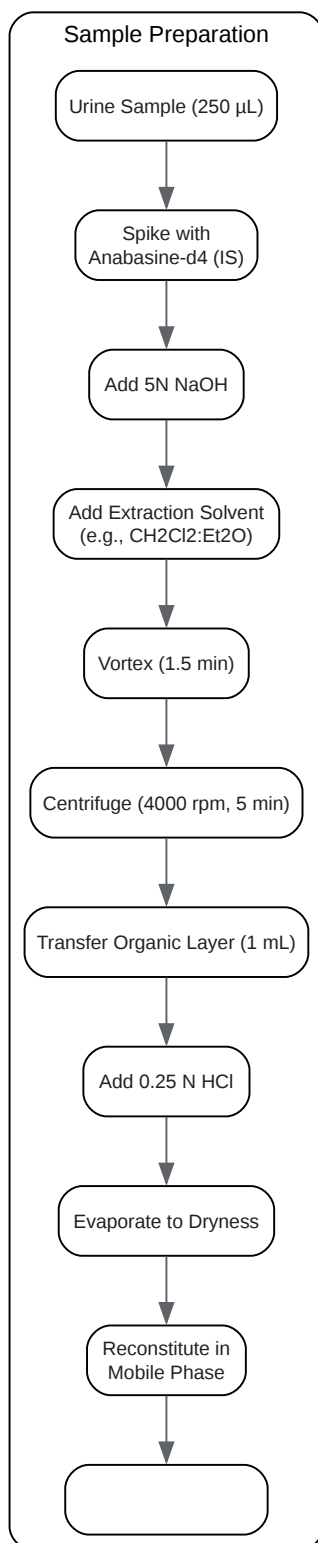 Sample Preparation
Urine Sample (250 µL)
Spike with
Anabasine-d4 (IS)
Add 5N NaOH
Add Extraction Solvent
(e.g., CH2Cl2:Et2O)
Vortex (1.5 min)
Centrifuge (4000 rpm, 5 min)
Transfer Organic Layer (1 mL)
Add 0.25 N HCl
Evaporate to Dryness
Reconstitute in
Mobile Phase